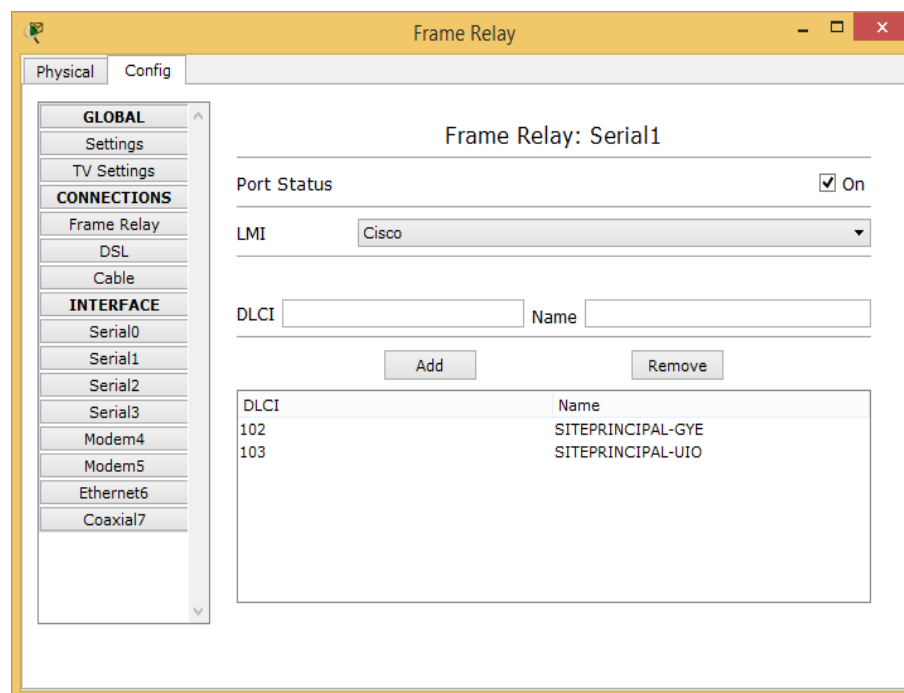 Frame Relay
Physical Config
GLOBAL
Settings
TV Settings
CONNECTIONS
Frame Relay
DSL
Cable
INTERFACE
Serial0
Serial1
Serial2
Serial3
Modem4
Modem5
Ethernet6
Coaxial7
Frame Relay: Serial1
Port Status On
LMI Cisco
DLCI Name
Add Remove
DLCI Name
102 SITEPRINCIPAL-GYE
103 SITEPRINCIPAL-UIO